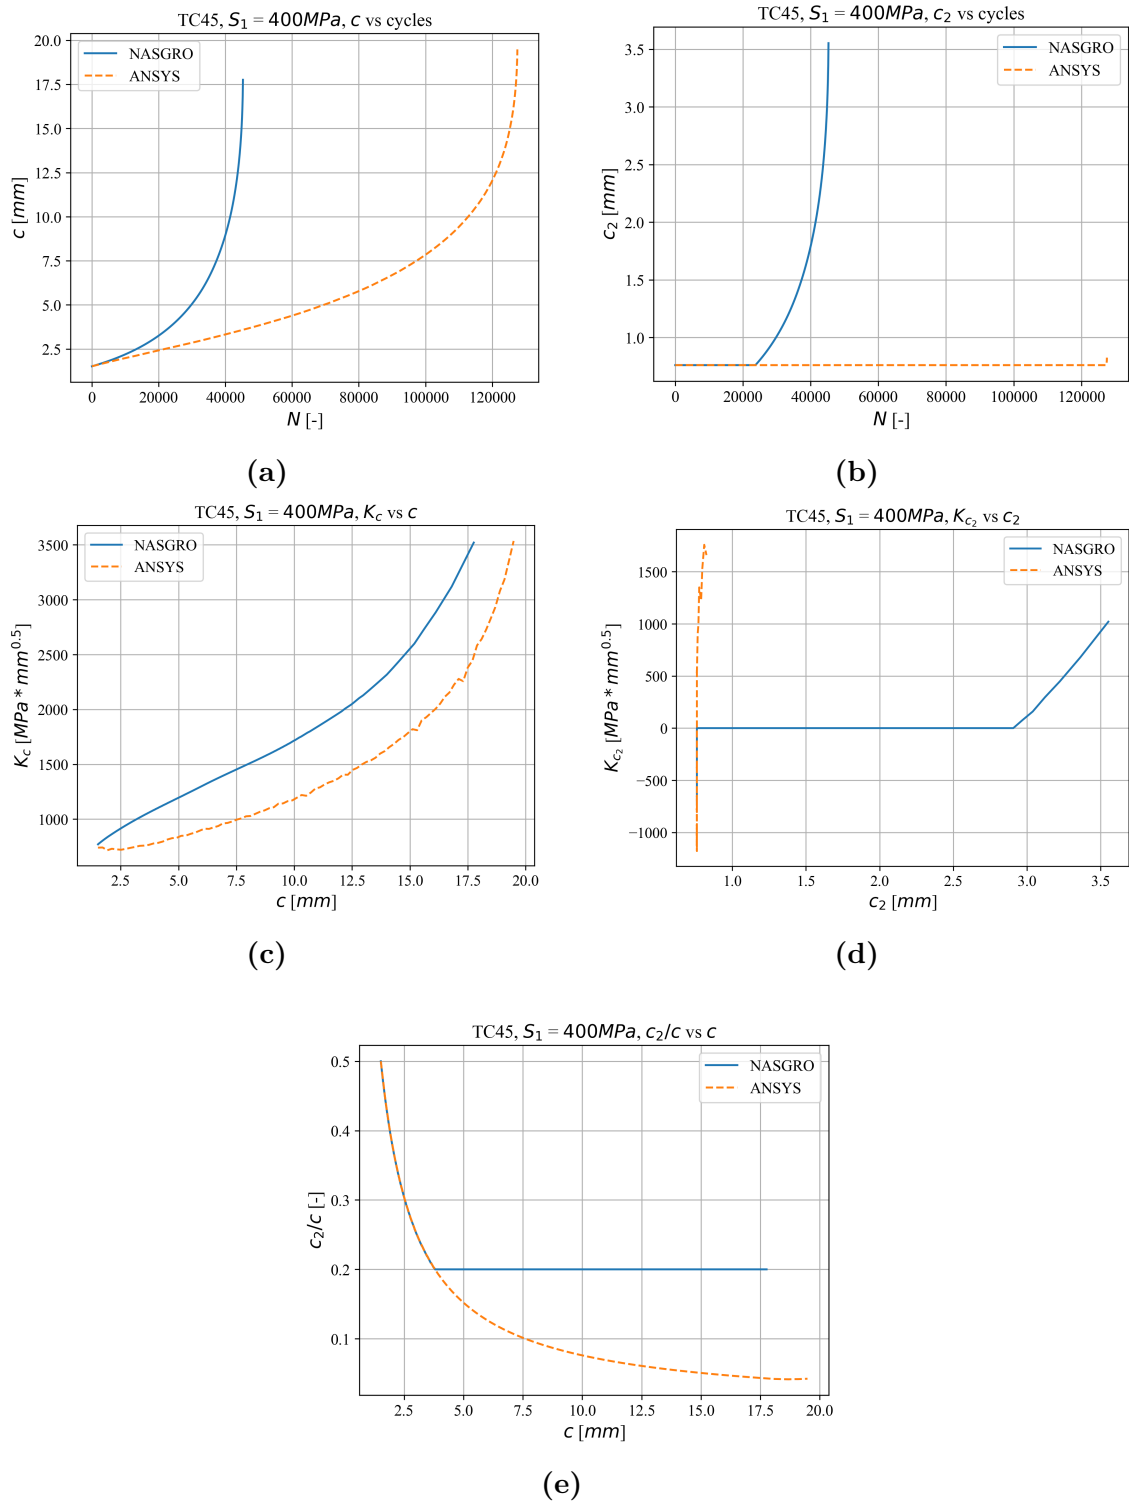 TC45, S₁ = 400MPa, c vs cycles
NASGRO
ANSYS
20.0
17.5
15.0
12.5
10.0
7.5
5.0
2.5
c [mm]
0 20000 40000 60000 80000 100000 120000
N [-]
(a)
TC45, S₁ = 400MPa, c₂ vs cycles
NASGRO
ANSYS
3.5
3.0
2.5
2.0
1.5
1.0
c₂ [mm]
0 20000 40000 60000 80000 100000 120000
N [-]
(b)
TC45, S₁ = 400MPa, K_c vs c
NASGRO
ANSYS
3500
3000
2500
2000
1500
1000
K_c [MPa * mm^0.5]
2.5 5.0 7.5 10.0 12.5 15.0 17.5 20.0
c [mm]
(c)
TC45, S₁ = 400MPa, K_c₂ vs c₂
NASGRO
ANSYS
1500
1000
500
0
−500
−1000
K_c₂ [MPa * mm^0.5]
1.0 1.5 2.0 2.5 3.0 3.5
c₂ [mm]
(d)
TC45, S₁ = 400MPa, c₂/c vs c
NASGRO
ANSYS
0.5
0.4
0.3
0.2
0.1
c₂/c [-]
2.5 5.0 7.5 10.0 12.5 15.0 17.5 20.0
c [mm]
(e)